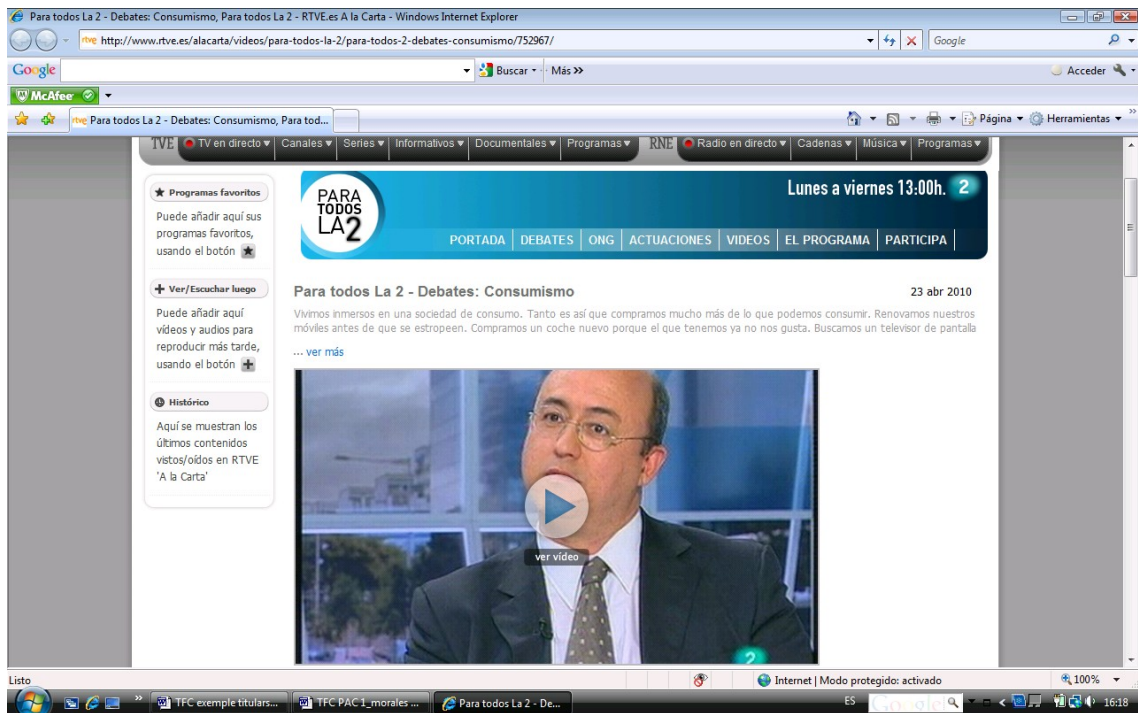 Para todos La 2 - Debates: Consumismo, Para todos La 2 - RTVE.es A la Carta - Windows Internet Explorer
rtve http://www.rtve.es/alacarta/videos/para-todos-la-2/para-todos-2-debates-consumismo/752967/ Google
Google Buscar Más >> Acceder
McAfee
rtve Para todos La 2 - Debates: Consumismo, Para tod... Página Herramientas
TVE TV en directo Canales Series Informativos Documentales Programas RNE Radio en directo Cadenas Música Programas
Lunes a viernes 13:00h. 2
PARA
TODOS
LA2
PORTADA DEBATES ONG ACTUACIONES VIDEOS EL PROGRAMA PARTICIPA
Programas favoritos
Puede añadir aquí sus
programas favoritos,
usando el botón
Ver/Escuchar luego
Puede añadir aquí
vídeos y audios para
reproducir más tarde,
usando el botón
Histórico
Aquí se muestran los
últimos contenidos
vistos/oídos en RTVE
'A la Carta'
Para todos La 2 - Debates: Consumismo 23 abr 2010
Vivimos inmersos en una sociedad de consumo. Tanto es así que compramos mucho más de lo que podemos consumir. Renovamos nuestros
móviles antes de que se estropeen. Compramos un coche nuevo porque el que tenemos ya no nos gusta. Buscamos un televisor de pantalla
... ver más
ver vídeo
2
Listo Internet | Modo protegido: activado 100%
TFC exemple titulars... TFC PAC 1_morales ... Para todos La 2 - De... ES Google 16:18